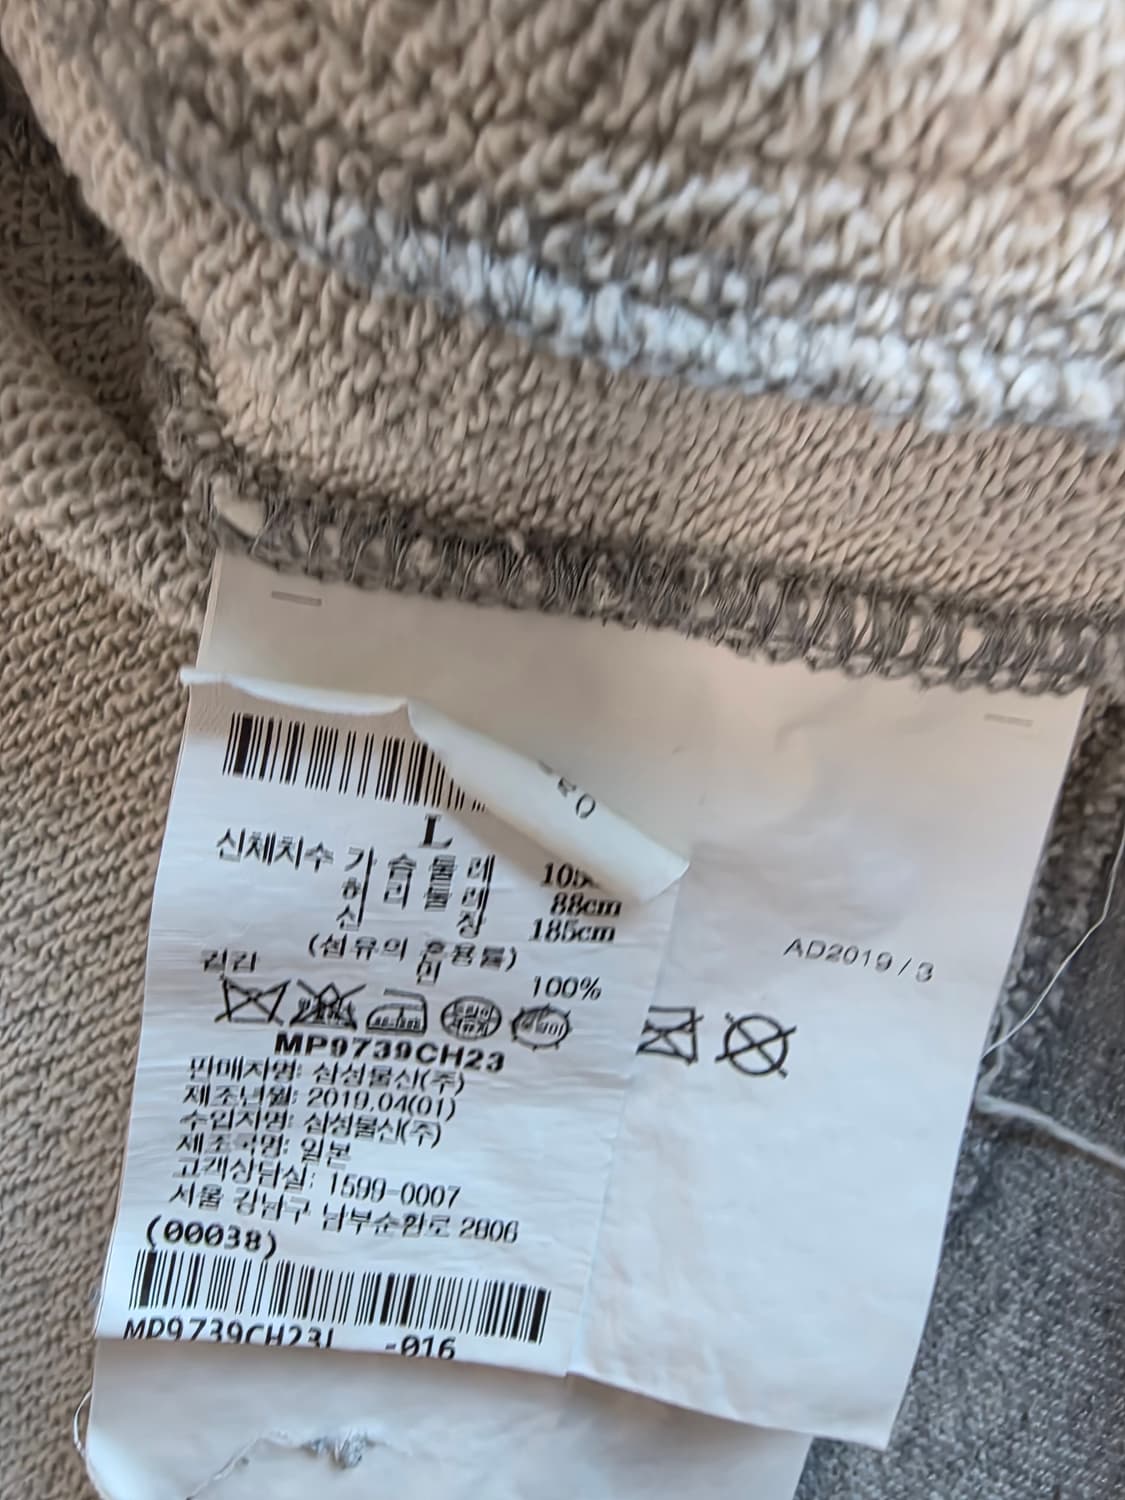 L
신체치수 가슴둘레 105
허리둘레 88cm
신장 185cm
(섬유의 혼용률)
겉감 면 100%
MP9739CH23
판매자명: 삼성물산(주)
제조년월: 2019.04(01)
수입자명: 삼성물산(주)
제조국명: 일본
고객상담실: 1599-0007
서울 강남구 남부순환로 2806
(00038)
MP9739CH23L -016
AD2019 / 3